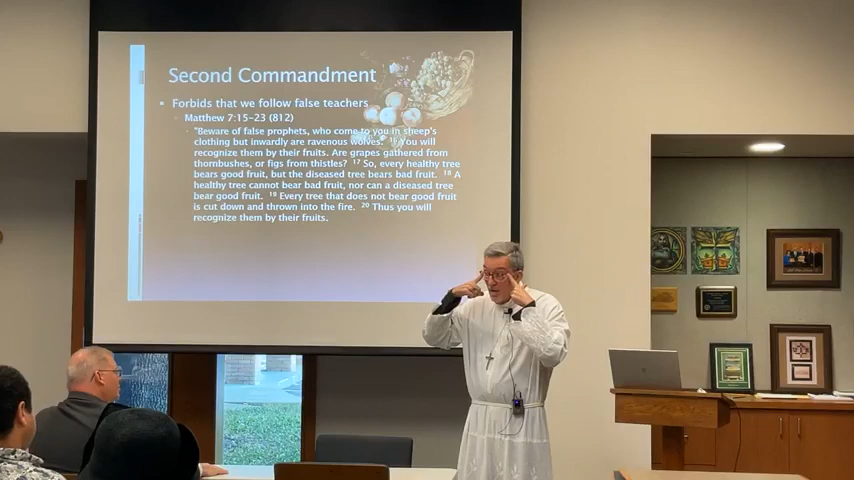 Second Commandment
▪ Forbids that we follow false teachers
▫ Matthew 7:15-23 (812)
▫ "Beware of false prophets, who come to you in sheep's
clothing but inwardly are ravenous wolves. 16 You will
recognize them by their fruits. Are grapes gathered from
thornbushes, or figs from thistles? 17 So, every healthy tree
bears good fruit, but the diseased tree bears bad fruit. 18 A
healthy tree cannot bear bad fruit, nor can a diseased tree
bear good fruit. 19 Every tree that does not bear good fruit
is cut down and thrown into the fire. 20 Thus you will
recognize them by their fruits.